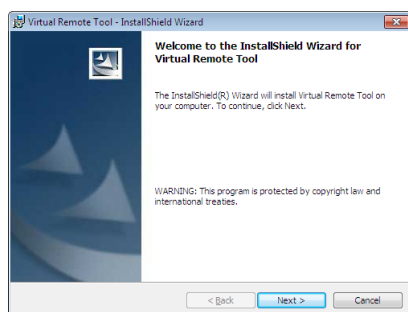 Virtual Remote Tool - InstallShield Wizard
Welcome to the InstallShield Wizard for
Virtual Remote Tool
The InstallShield(R) Wizard will install Virtual Remote Tool on
your computer. To continue, click Next.
WARNING: This program is protected by copyright law and
international treaties.
< Back Next > Cancel